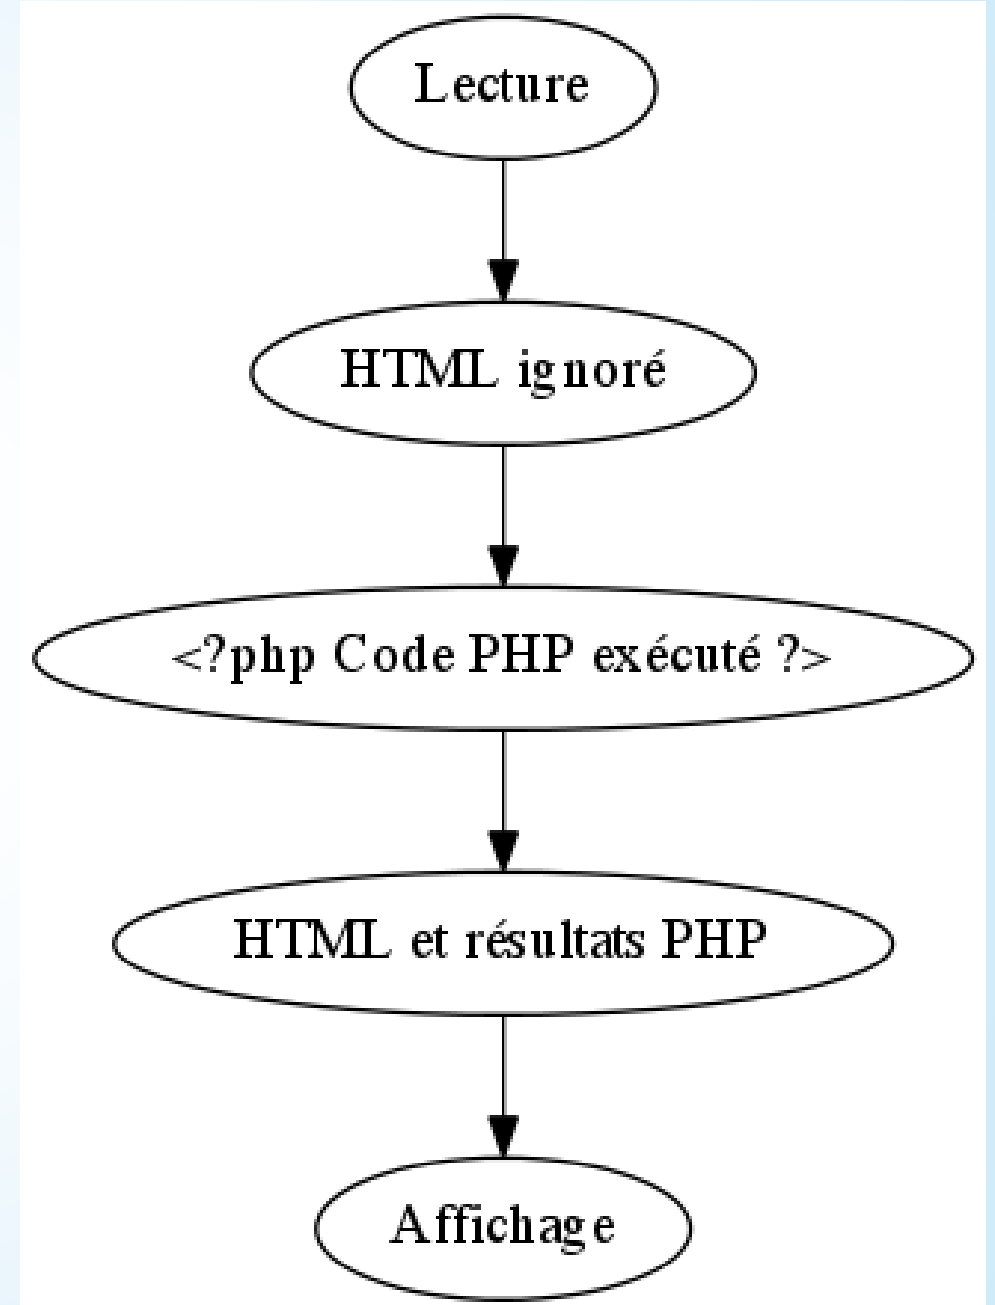 Lecture
HTML ignoré
<?php Code PHP exécuté ?>
HTML et résultats PHP
Affichage